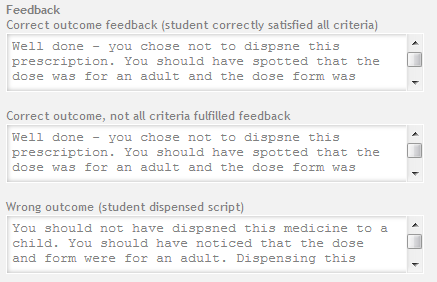 Feedback
Correct outcome feedback (student correctly satisfied all criteria)
Well done - you chose not to dispsne this
prescription. You should have spotted that the
dose was for an adult and the dose form was
Correct outcome, not all criteria fulfilled feedback
Well done - you chose not to dispsne this
prescription. You should have spotted that the
dose was for an adult and the dose form was
Wrong outcome (student dispensed script)
You should not have dispsned this medicine to a
child. You should have noticed that the dose
and form were for an adult. Dispensing this